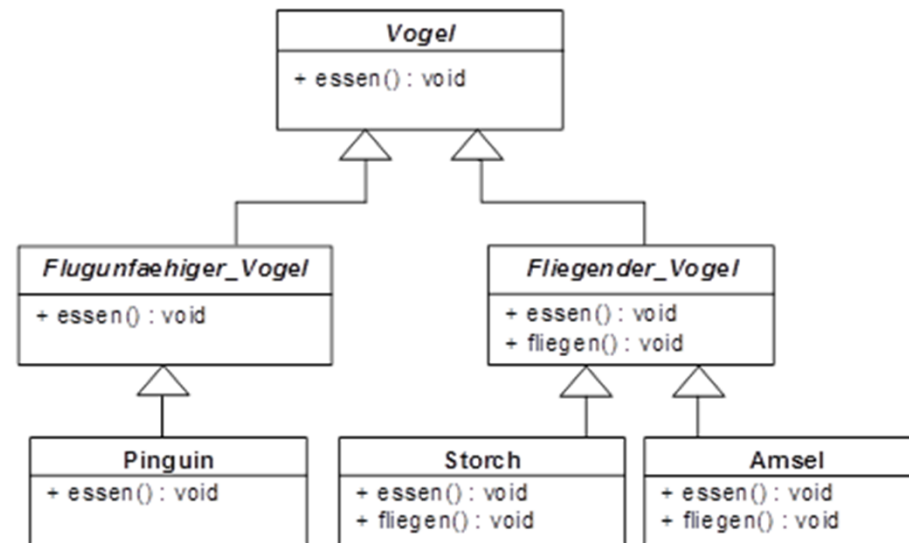 Vogel
+ essen() : void
Flugunfaehiger_Vogel
+ essen() : void
Fliegender_Vogel
+ essen() : void
+ fliegen() : void
Pinguin
+ essen() : void
Storch
+ essen() : void
+ fliegen() : void
Amsel
+ essen() : void
+ fliegen() : void